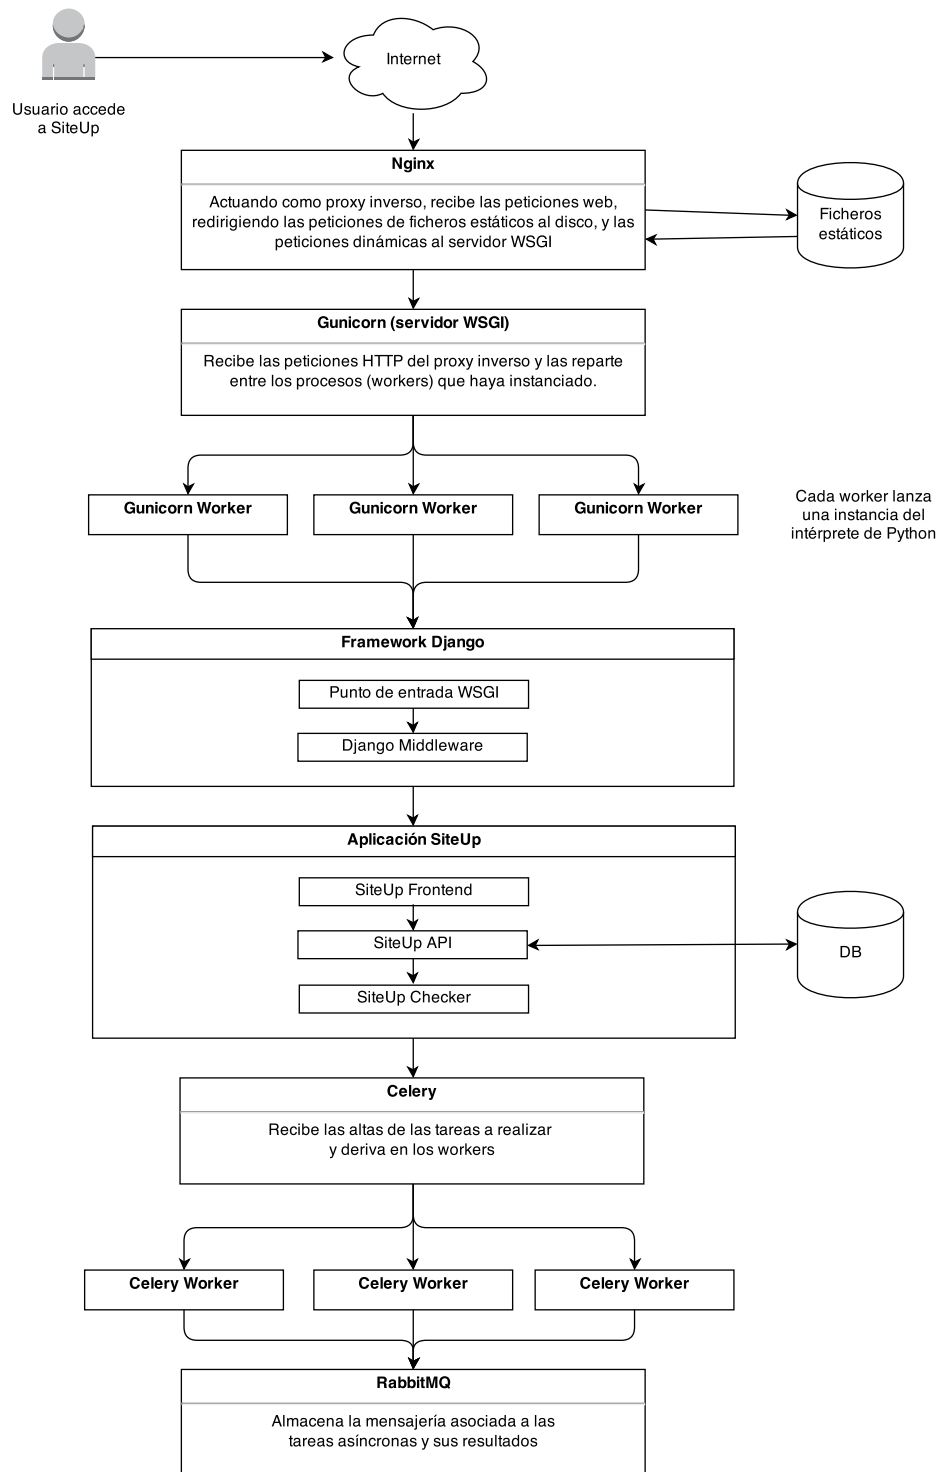 Internet
Usuario accede
a SiteUp
Nginx
Actuando como proxy inverso, recibe las peticiones web,
redirigiendo las peticiones de ficheros estáticos al disco, y las
peticiones dinámicas al servidor WSGI
Ficheros
estáticos
Gunicorn (servidor WSGI)
Recibe las peticiones HTTP del proxy inverso y las reparte
entre los procesos (workers) que haya instanciado.
Gunicorn Worker
Gunicorn Worker
Gunicorn Worker
Cada worker lanza
una instancia del
intérprete de Python
Framework Django
Punto de entrada WSGI
Django Middleware
Aplicación SiteUp
SiteUp Frontend
SiteUp API
SiteUp Checker
DB
Celery
Recibe las altas de las tareas a realizar
y deriva en los workers
Celery Worker
Celery Worker
Celery Worker
RabbitMQ
Almacena la mensajería asociada a las
tareas asíncronas y sus resultados